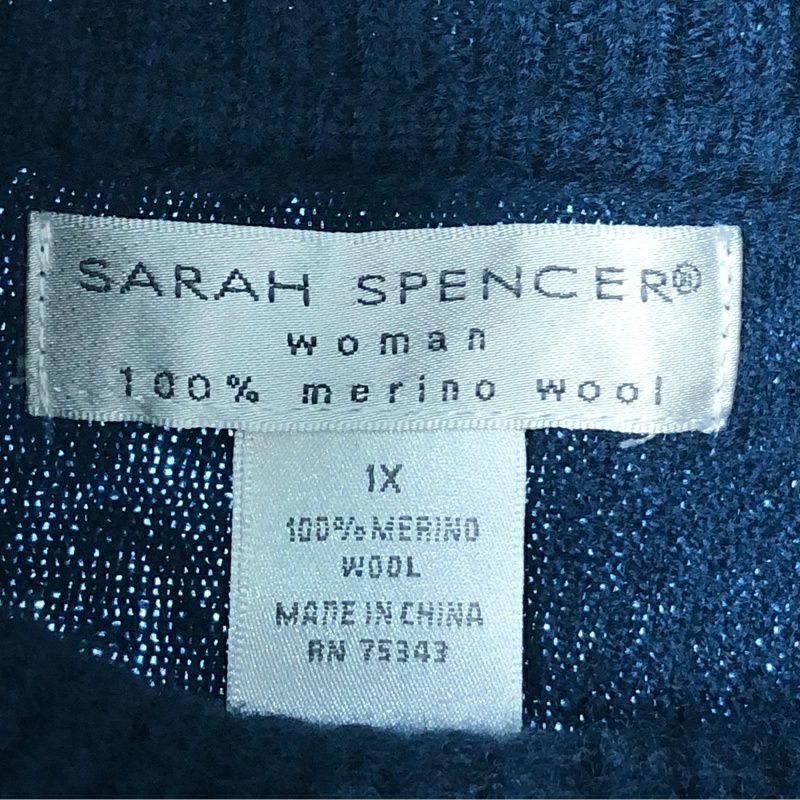 SARAH SPENCER®
woman
100% merino wool
1X
100% MERINO
WOOL
MADE IN CHINA
RN 75343